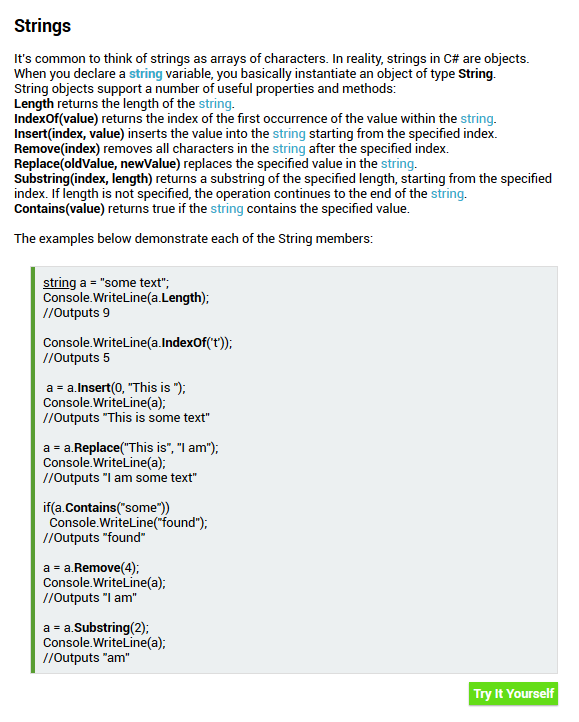 Strings
It's common to think of strings as arrays of characters. In reality, strings in C# are objects.
When you declare a string variable, you basically instantiate an object of type String.
String objects support a number of useful properties and methods:
Length returns the length of the string.
IndexOf(value) returns the index of the first occurrence of the value within the string.
Insert(index, value) inserts the value into the string starting from the specified index.
Remove(index) removes all characters in the string after the specified index.
Replace(oldValue, newValue) replaces the specified value in the string.
Substring(index, length) returns a substring of the specified length, starting from the specified
index. If length is not specified, the operation continues to the end of the string.
Contains(value) returns true if the string contains the specified value.
The examples below demonstrate each of the String members:
string a = "some text";
Console.WriteLine(a.Length);
//Outputs 9
Console.WriteLine(a.IndexOf('t'));
//Outputs 5
a = a.Insert(0, "This is ");
Console.WriteLine(a);
//Outputs "This is some text"
a = a.Replace("This is", "I am");
Console.WriteLine(a);
//Outputs "I am some text"
if(a.Contains("some"))
Console.WriteLine("found");
//Outputs "found"
a = a.Remove(4);
Console.WriteLine(a);
//Outputs "I am"
a = a.Substring(2);
Console.WriteLine(a);
//Outputs "am"
Try It Yourself